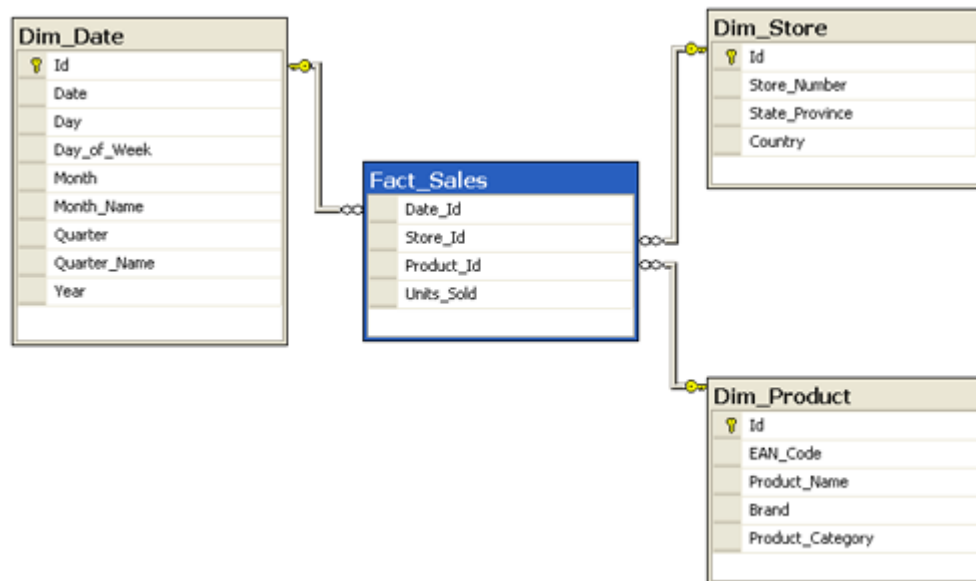 Dim_Date
Id
Date
Day
Day_of_Week
Month
Month_Name
Quarter
Quarter_Name
Year
Fact_Sales
Date_Id
Store_Id
Product_Id
Units_Sold
Dim_Store
Id
Store_Number
State_Province
Country
Dim_Product
Id
EAN_Code
Product_Name
Brand
Product_Category